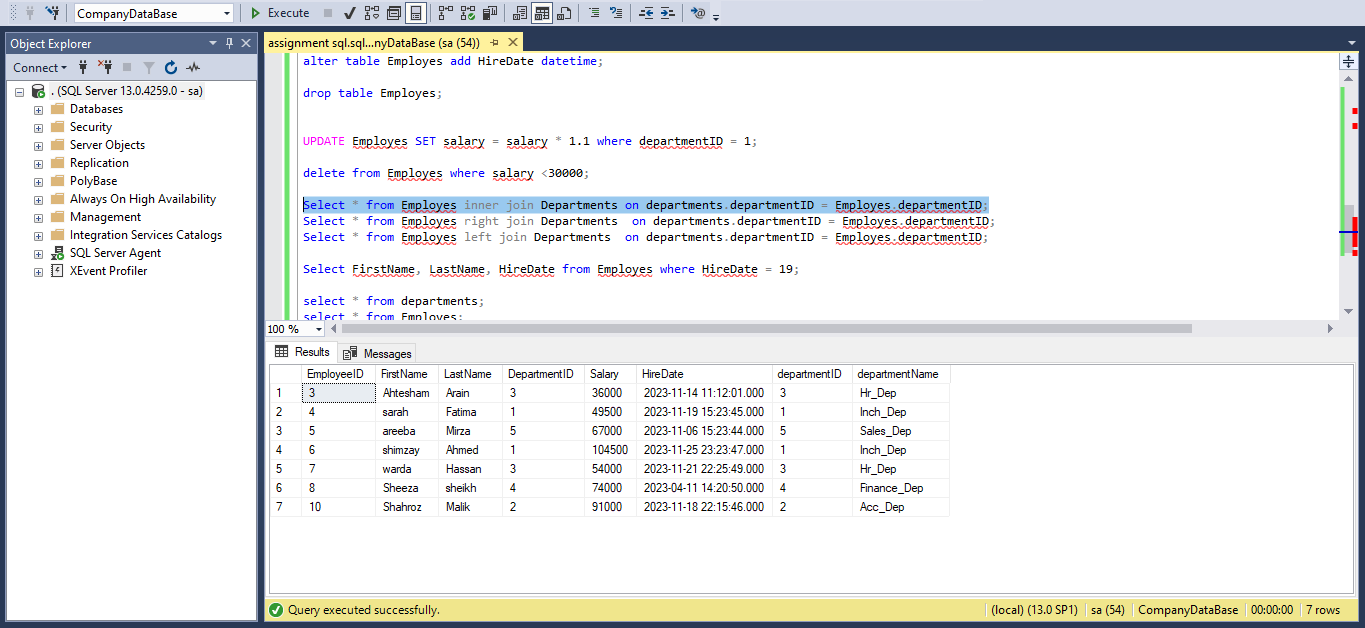 CompanyDataBase Execute
Object Explorer
Connect
. (SQL Server 13.0.4259.0 - sa)
Databases
Security
Server Objects
Replication
PolyBase
Always On High Availability
Management
Integration Services Catalogs
SQL Server Agent
XEvent Profiler
assignment sql.sql...nyDataBase (sa (54))
alter table Employes add HireDate datetime;
drop table Employes;
UPDATE Employes SET salary = salary * 1.1 where departmentID = 1;
delete from Employes where salary <30000;
Select * from Employes inner join Departments on departments.departmentID = Employes.departmentID;
Select * from Employes right join Departments  on departments.departmentID = Employes.departmentID;
Select * from Employes left join Departments  on departments.departmentID = Employes.departmentID;
Select FirstName, LastName, HireDate from Employes where HireDate = 19;
select * from departments;
select * from Employes;
100 %
Results Messages
EmployeeID FirstName LastName DepartmentID Salary HireDate departmentID departmentName
1 3 Ahtesham Arain 3 36000 2023-11-14 11:12:01.000 3 Hr_Dep
2 4 sarah Fatima 1 49500 2023-11-19 15:23:45.000 1 Inch_Dep
3 5 areeba Mirza 5 67000 2023-11-06 15:23:44.000 5 Sales_Dep
4 6 shimzay Ahmed 1 104500 2023-11-25 23:23:47.000 1 Inch_Dep
5 7 warda Hassan 3 54000 2023-11-21 22:25:49.000 3 Hr_Dep
6 8 Sheeza sheikh 4 74000 2023-04-11 14:20:50.000 4 Finance_Dep
7 10 Shahroz Malik 2 91000 2023-11-18 22:15:46.000 2 Acc_Dep
Query executed successfully. (local) (13.0 SP1) sa (54) CompanyDataBase 00:00:00 7 rows